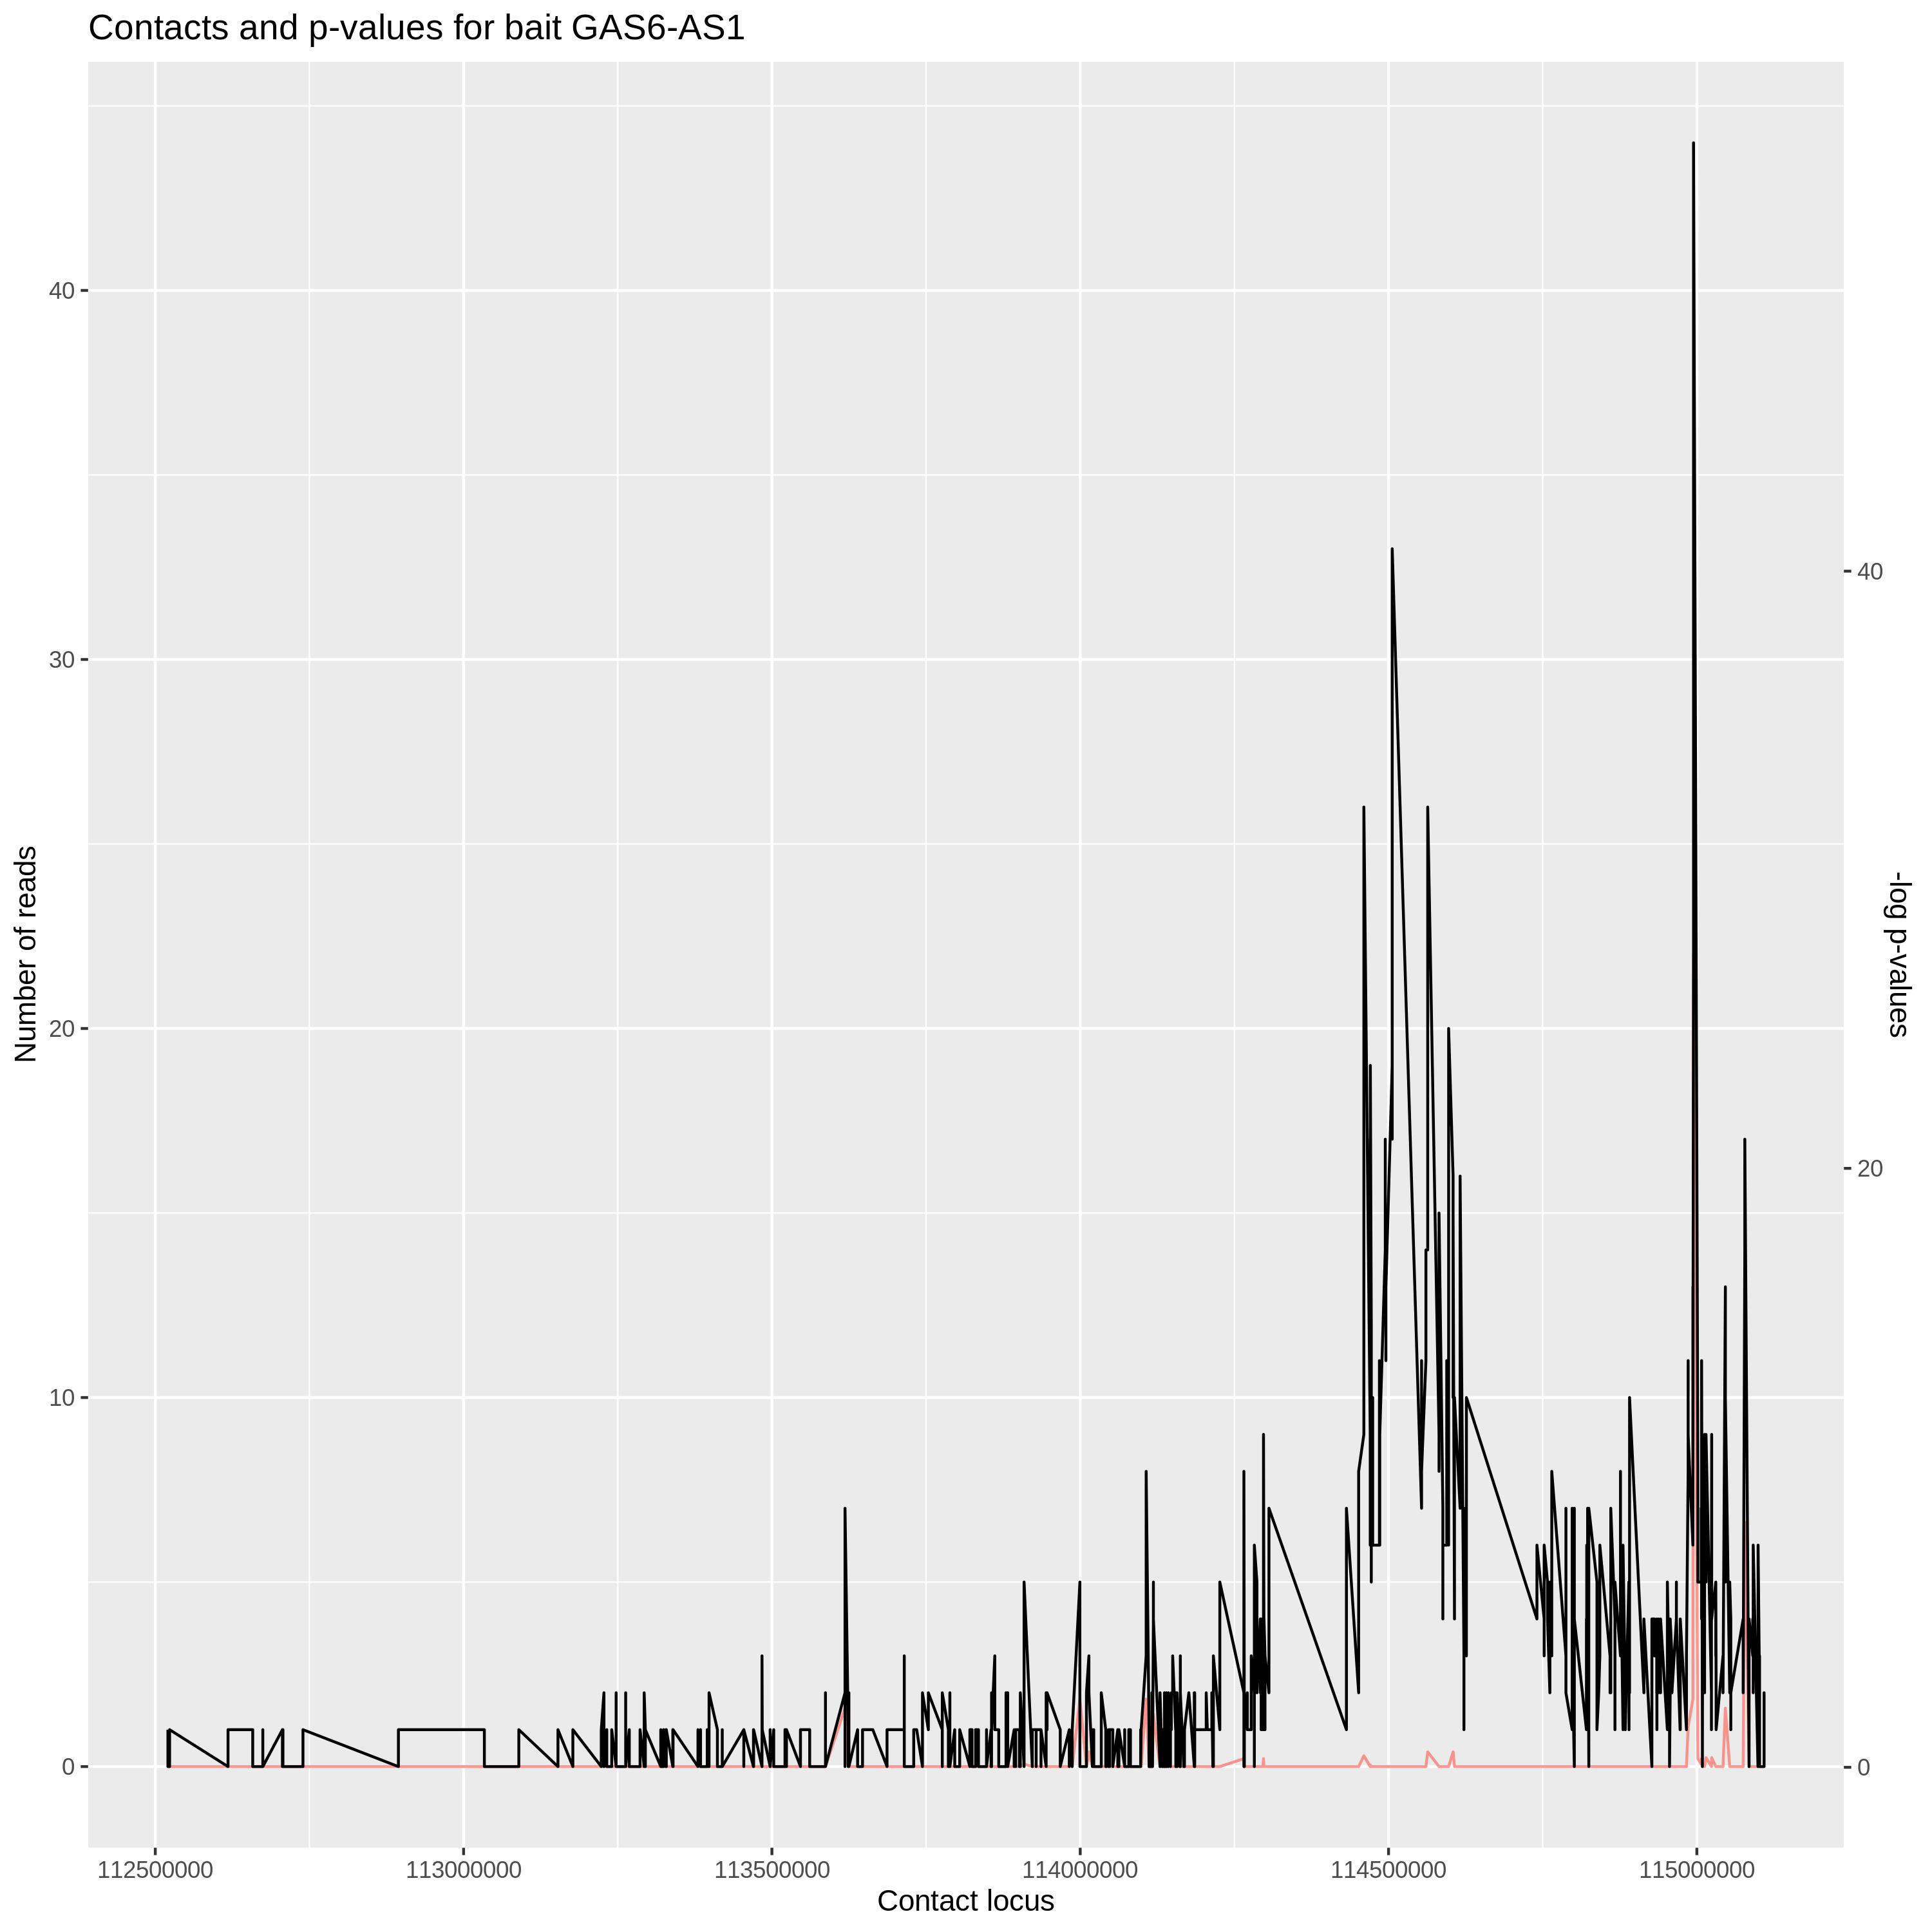 Contacts and p-values for bait GAS6-AS1
Number of reads
40
30
20
10
0
40
20
0
-log p-values
112500000 113000000 113500000 114000000 114500000 115000000
Contact locus